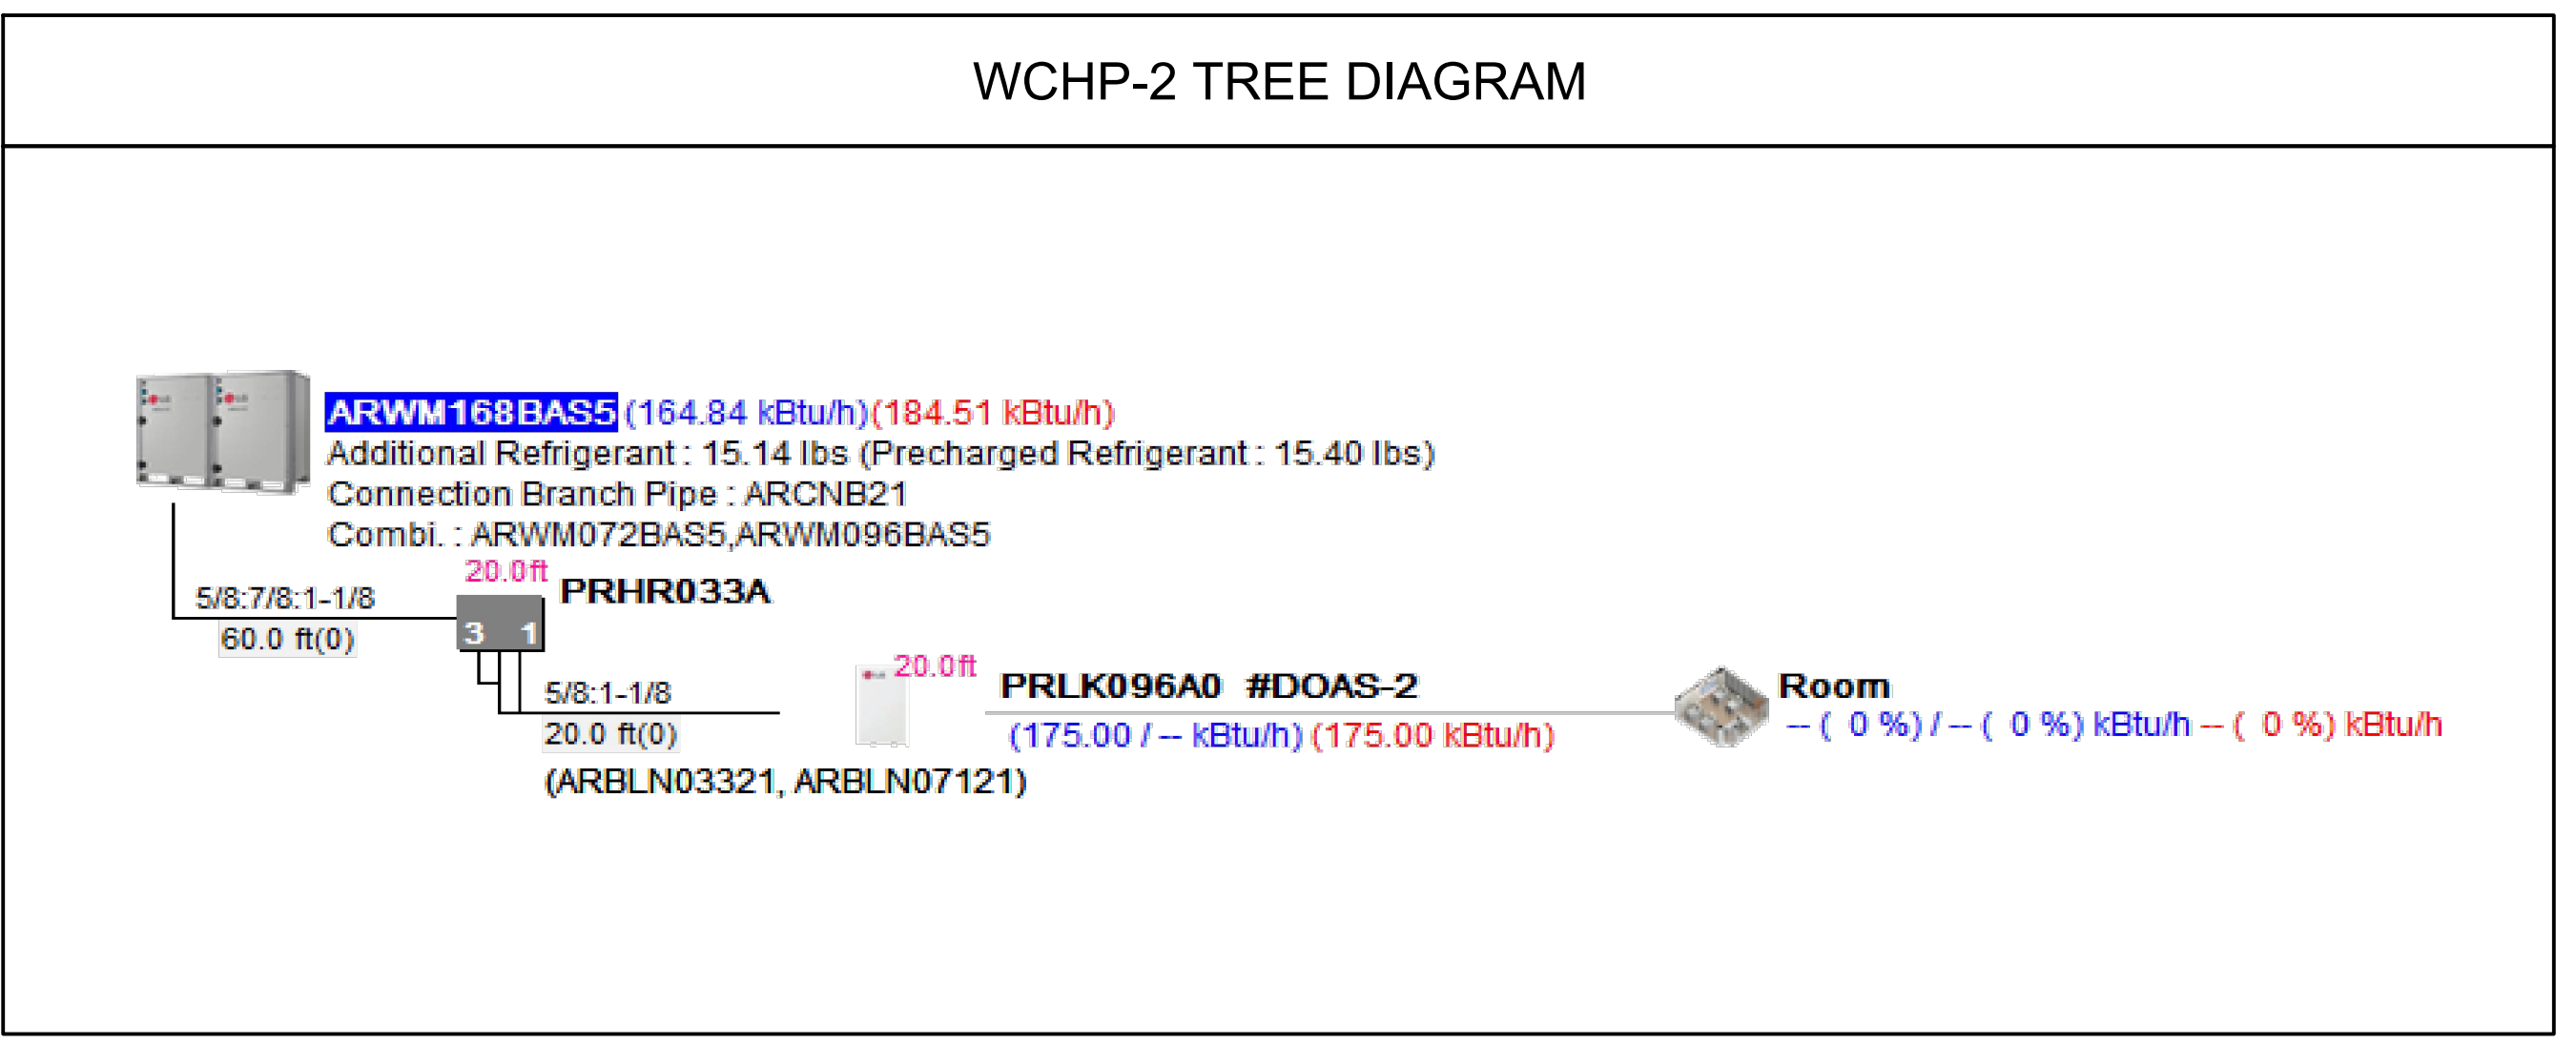 WCHP-2 TREE DIAGRAM
ARWM168BAS5 (164.84 kBtu/h)(184.51 kBtu/h)
Additional Refrigerant : 15.14 lbs (Precharged Refrigerant : 15.40 lbs)
Connection Branch Pipe : ARCNB21
Combi. : ARWM072BAS5,ARWM096BAS5
20.0ft
PRHR033A
5/8:7/8:1-1/8
60.0 ft(0)
3 1
5/8:1-1/8
20.0 ft(0)
(ARBLN03321, ARBLN07121)
20.0ft
PRLK096A0 #DOAS-2
(175.00 / -- kBtu/h) (175.00 kBtu/h)
Room
-- ( 0 %) / -- ( 0 %) kBtu/h -- ( 0 %) kBtu/h